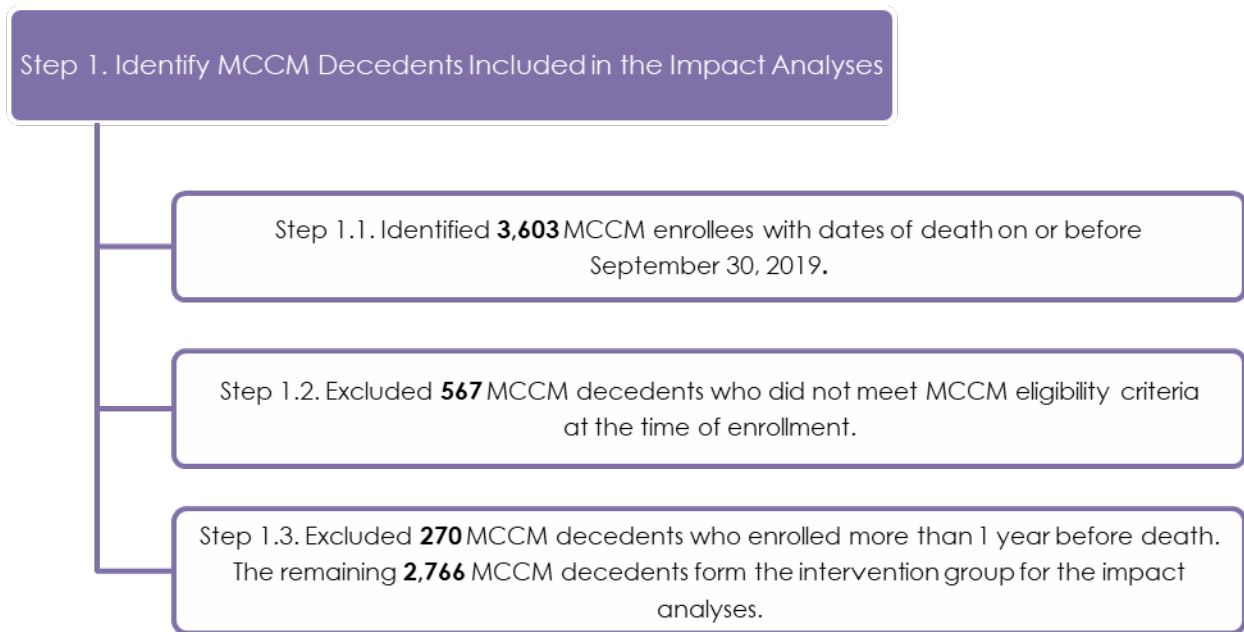 Step 1. Identify MCCM Decedents Included in the Impact Analyses
Step 1.1. Identified 3,603 MCCM enrollees with dates of death on or before
September 30, 2019.
Step 1.2. Excluded 567 MCCM decedents who did not meet MCCM eligibility criteria
at the time of enrollment.
Step 1.3. Excluded 270 MCCM decedents who enrolled more than 1 year before death.
The remaining 2,766 MCCM decedents form the intervention group for the impact
analyses.